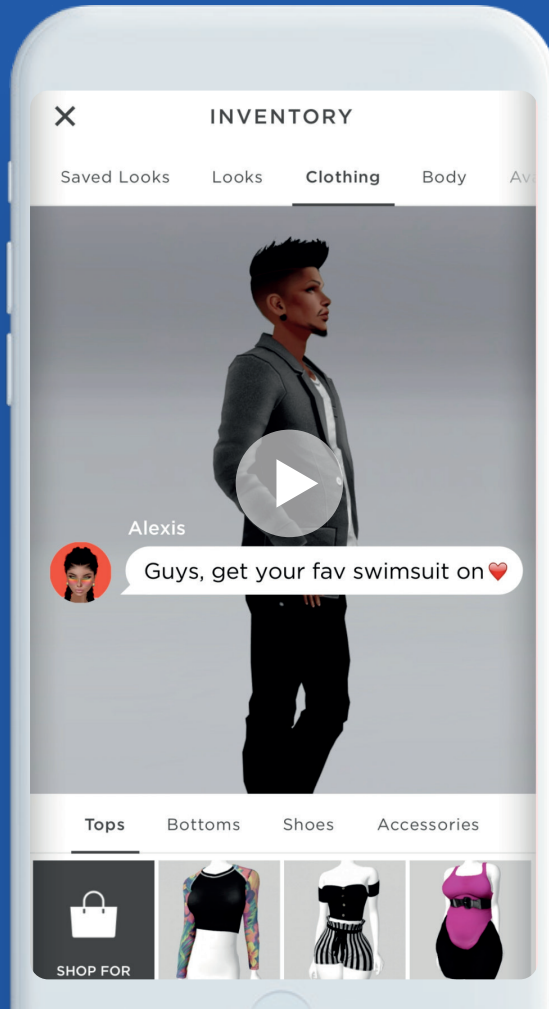 INVENTORY
Saved Looks Looks Clothing Body Av
Alexis
Guys, get your fav swimsuit on❤️
Tops Bottoms Shoes Accessories
SHOP FOR